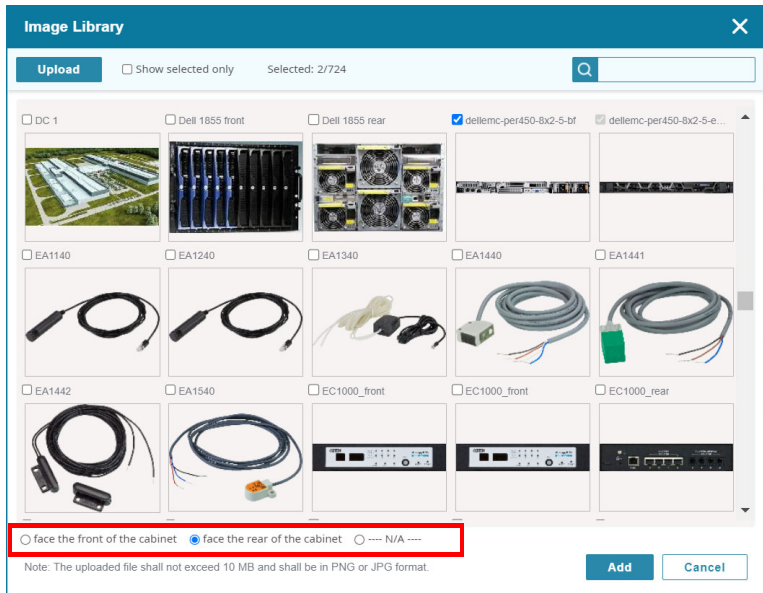 Image Library
Upload
Show selected only
Selected: 2/724
DC 1
Dell 1855 front
Dell 1855 rear
dellemc-per450-8x2-5-bf
dellemc-per450-8x2-5-e...
EA1140
EA1240
EA1340
EA1440
EA1441
EA1442
EA1540
EC1000_front
EC1000_front
EC1000_rear
face the front of the cabinet
face the rear of the cabinet
---- N/A ----
Note: The uploaded file shall not exceed 10 MB and shall be in PNG or JPG format.
Add
Cancel